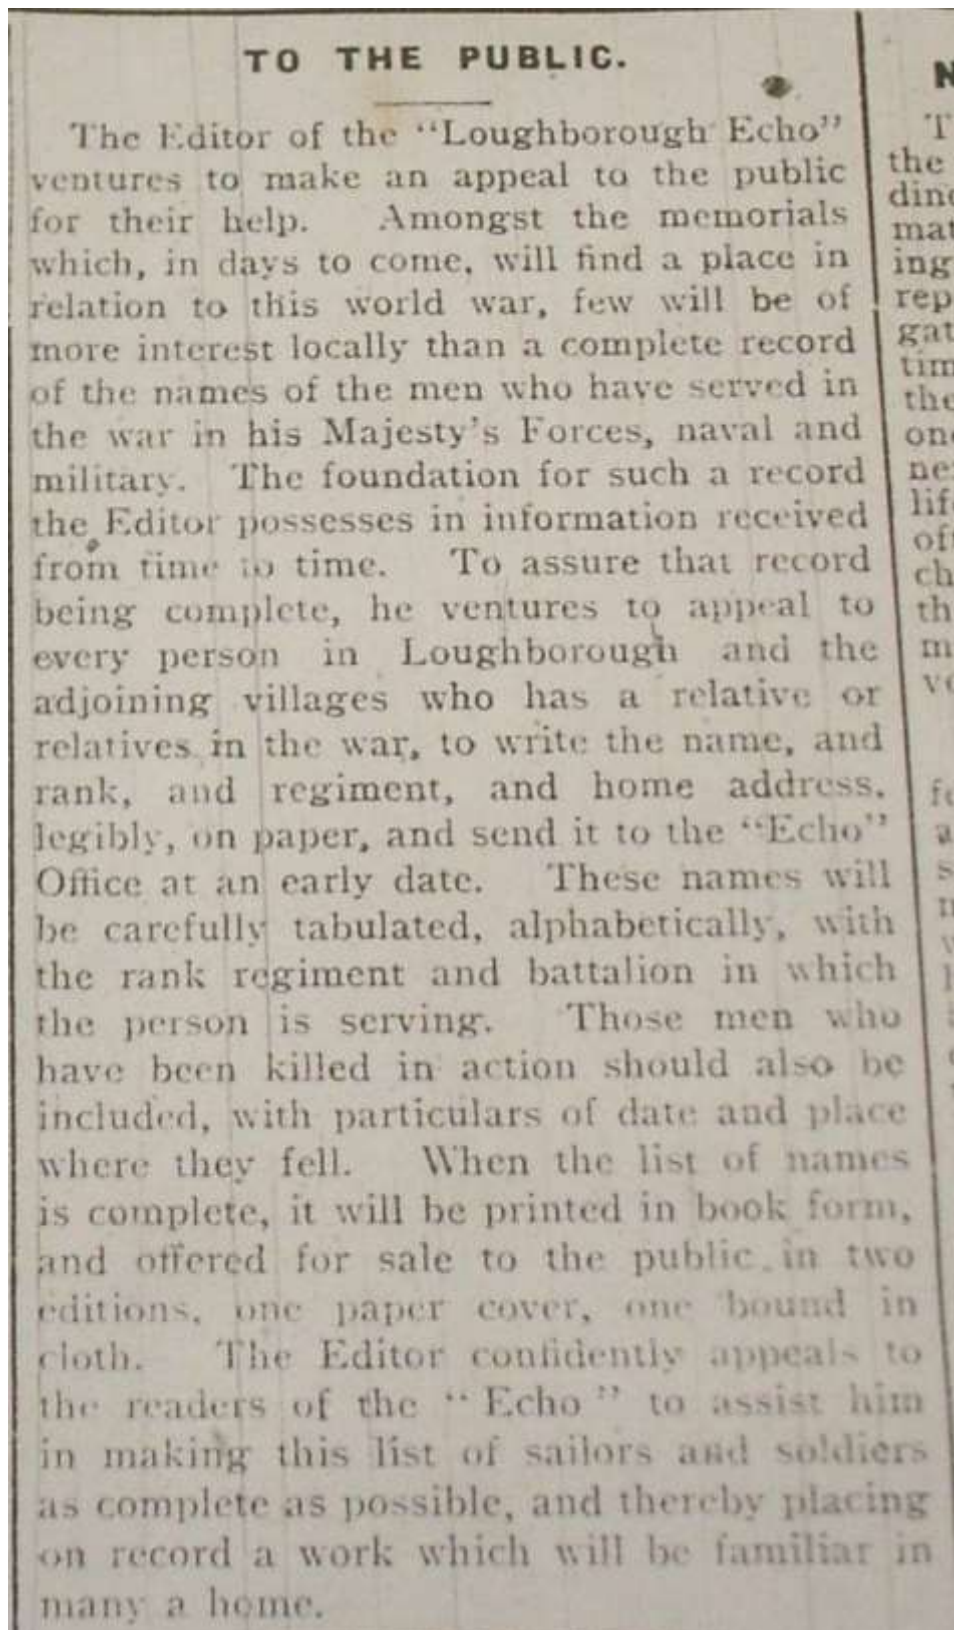 TO THE PUBLIC.
The Editor of the "Loughborough Echo"
ventures to make an appeal to the public
for their help. Amongst the memorials
which, in days to come, will find a place in
relation to this world war, few will be of
more interest locally than a complete record
of the names of the men who have served in
the war in his Majesty's Forces, naval and
military. The foundation for such a record
the Editor possesses in information received
from time to time. To assure that record
being complete, he ventures to appeal to
every person in Loughborough and the
adjoining villages who has a relative or
relatives in the war, to write the name, and
rank, and regiment, and home address,
legibly, on paper, and send it to the "Echo"
Office at an early date. These names will
be carefully tabulated, alphabetically, with
the rank regiment and battalion in which
the person is serving. Those men who
have been killed in action should also be
included, with particulars of date and place
where they fell. When the list of names
is complete, it will be printed in book form,
and offered for sale to the public in two
editions, one paper cover, one bound in
cloth. The Editor confidently appeals to
the readers of the "Echo" to assist him
in making this list of sailors and soldiers
as complete as possible, and thereby placing
on record a work which will be familiar in
many a home.